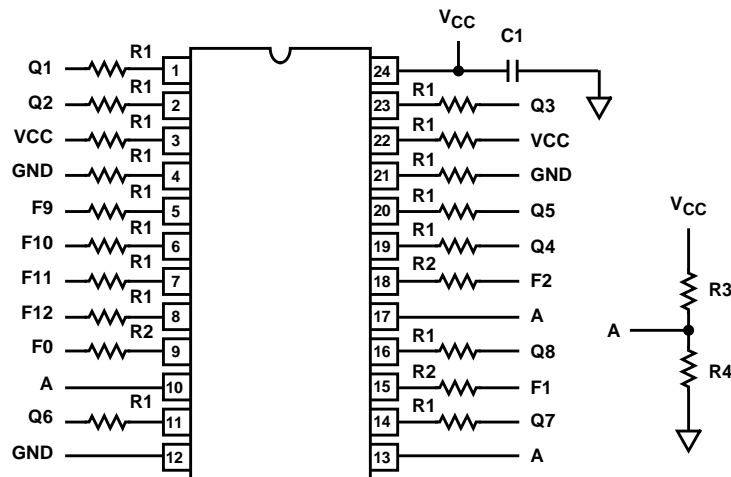 VCC C1
Q1 R1 1 24
Q2 R1 2 23 R1 Q3
VCC R1 3 22 R1 VCC
GND R1 4 21 R1 GND
F9 R1 5 20 R1 Q5
F10 R1 6 19 R1 Q4
F11 R1 7 18 R2 F2
F12 R1 8 17 A
F0 R2 9 16 R1 Q8
A 10 15 R2 F1
Q6 R1 11 14 R1 Q7
GND 12 13 A
VCC
R3
A
R4